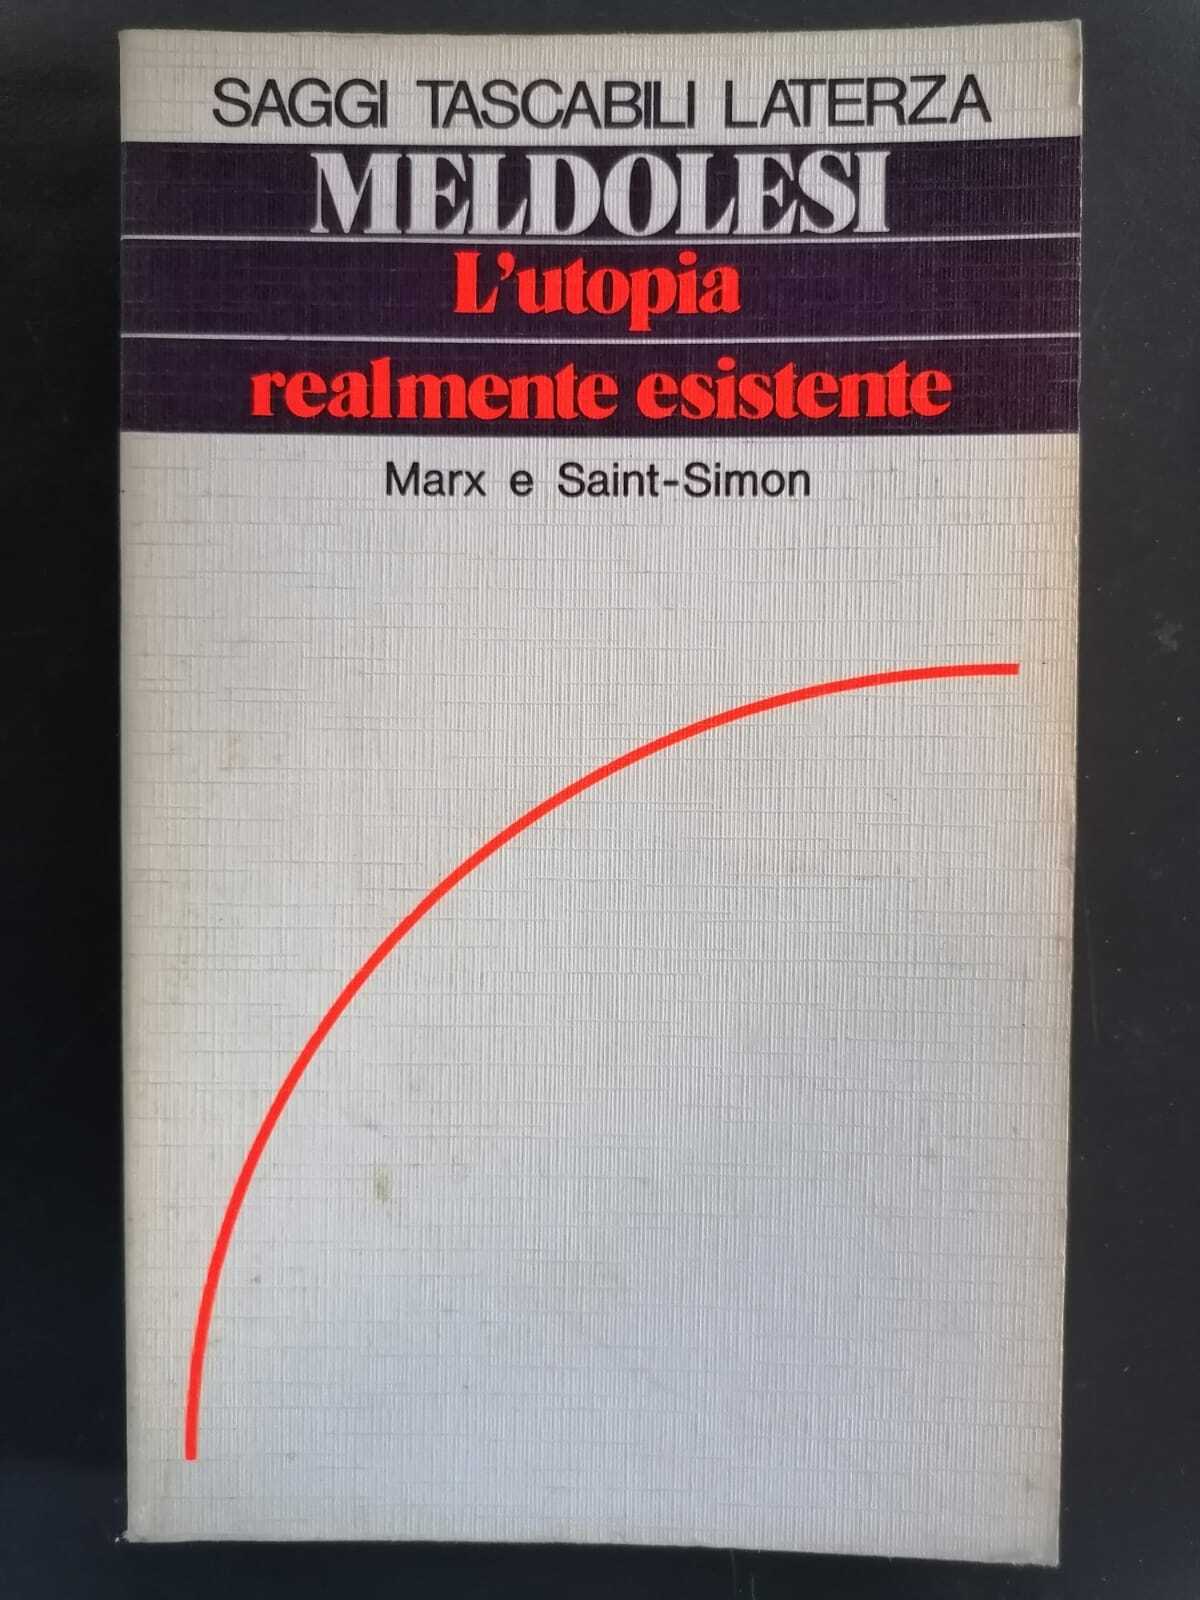 SAGGI TASCABILI LATERZA
MELDOLESI
L'utopia
realmente esistente
Marx e Saint-Simon